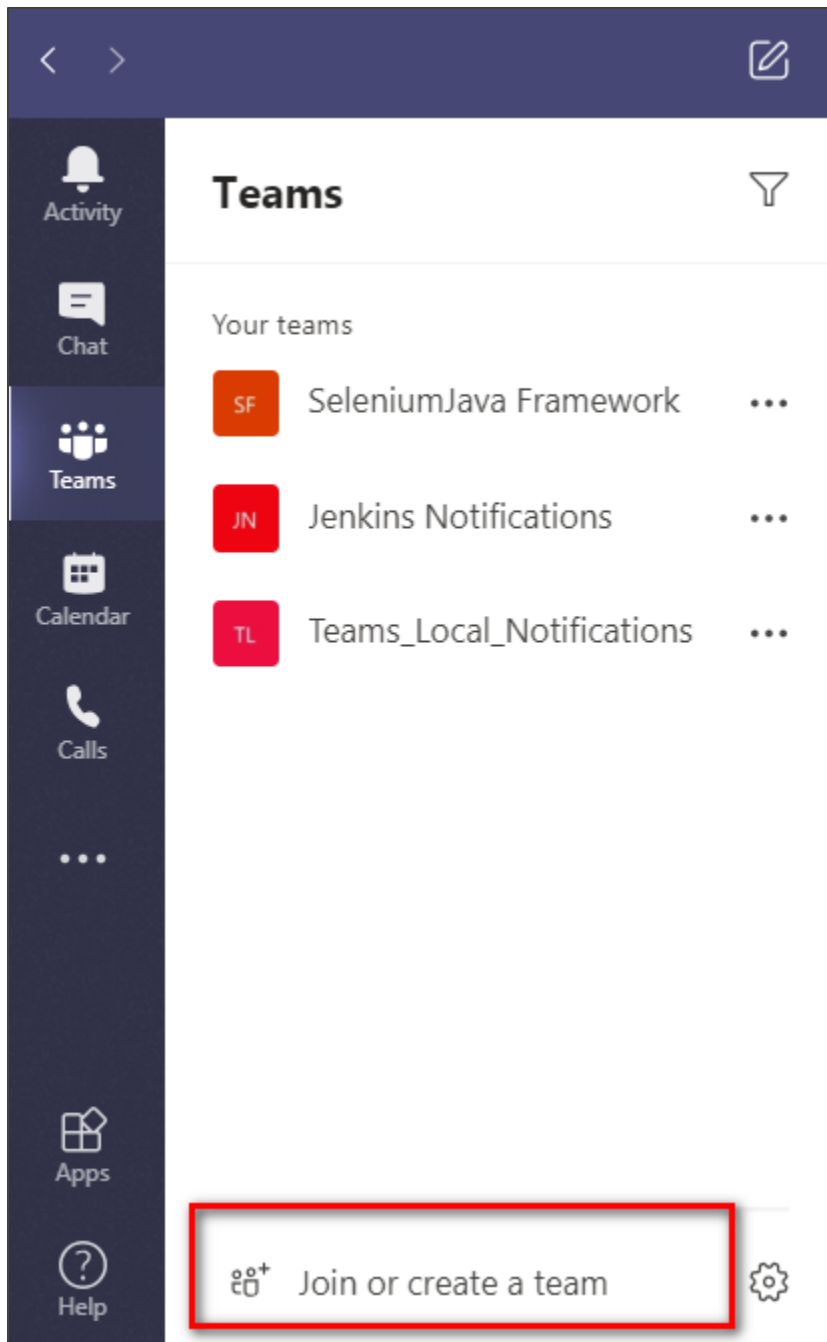 Activity
Chat
Teams
Calendar
Calls
Apps
Help
Teams
Your teams
SF SeleniumJava Framework
JN Jenkins Notifications
TL Teams_Local_Notifications
Join or create a team